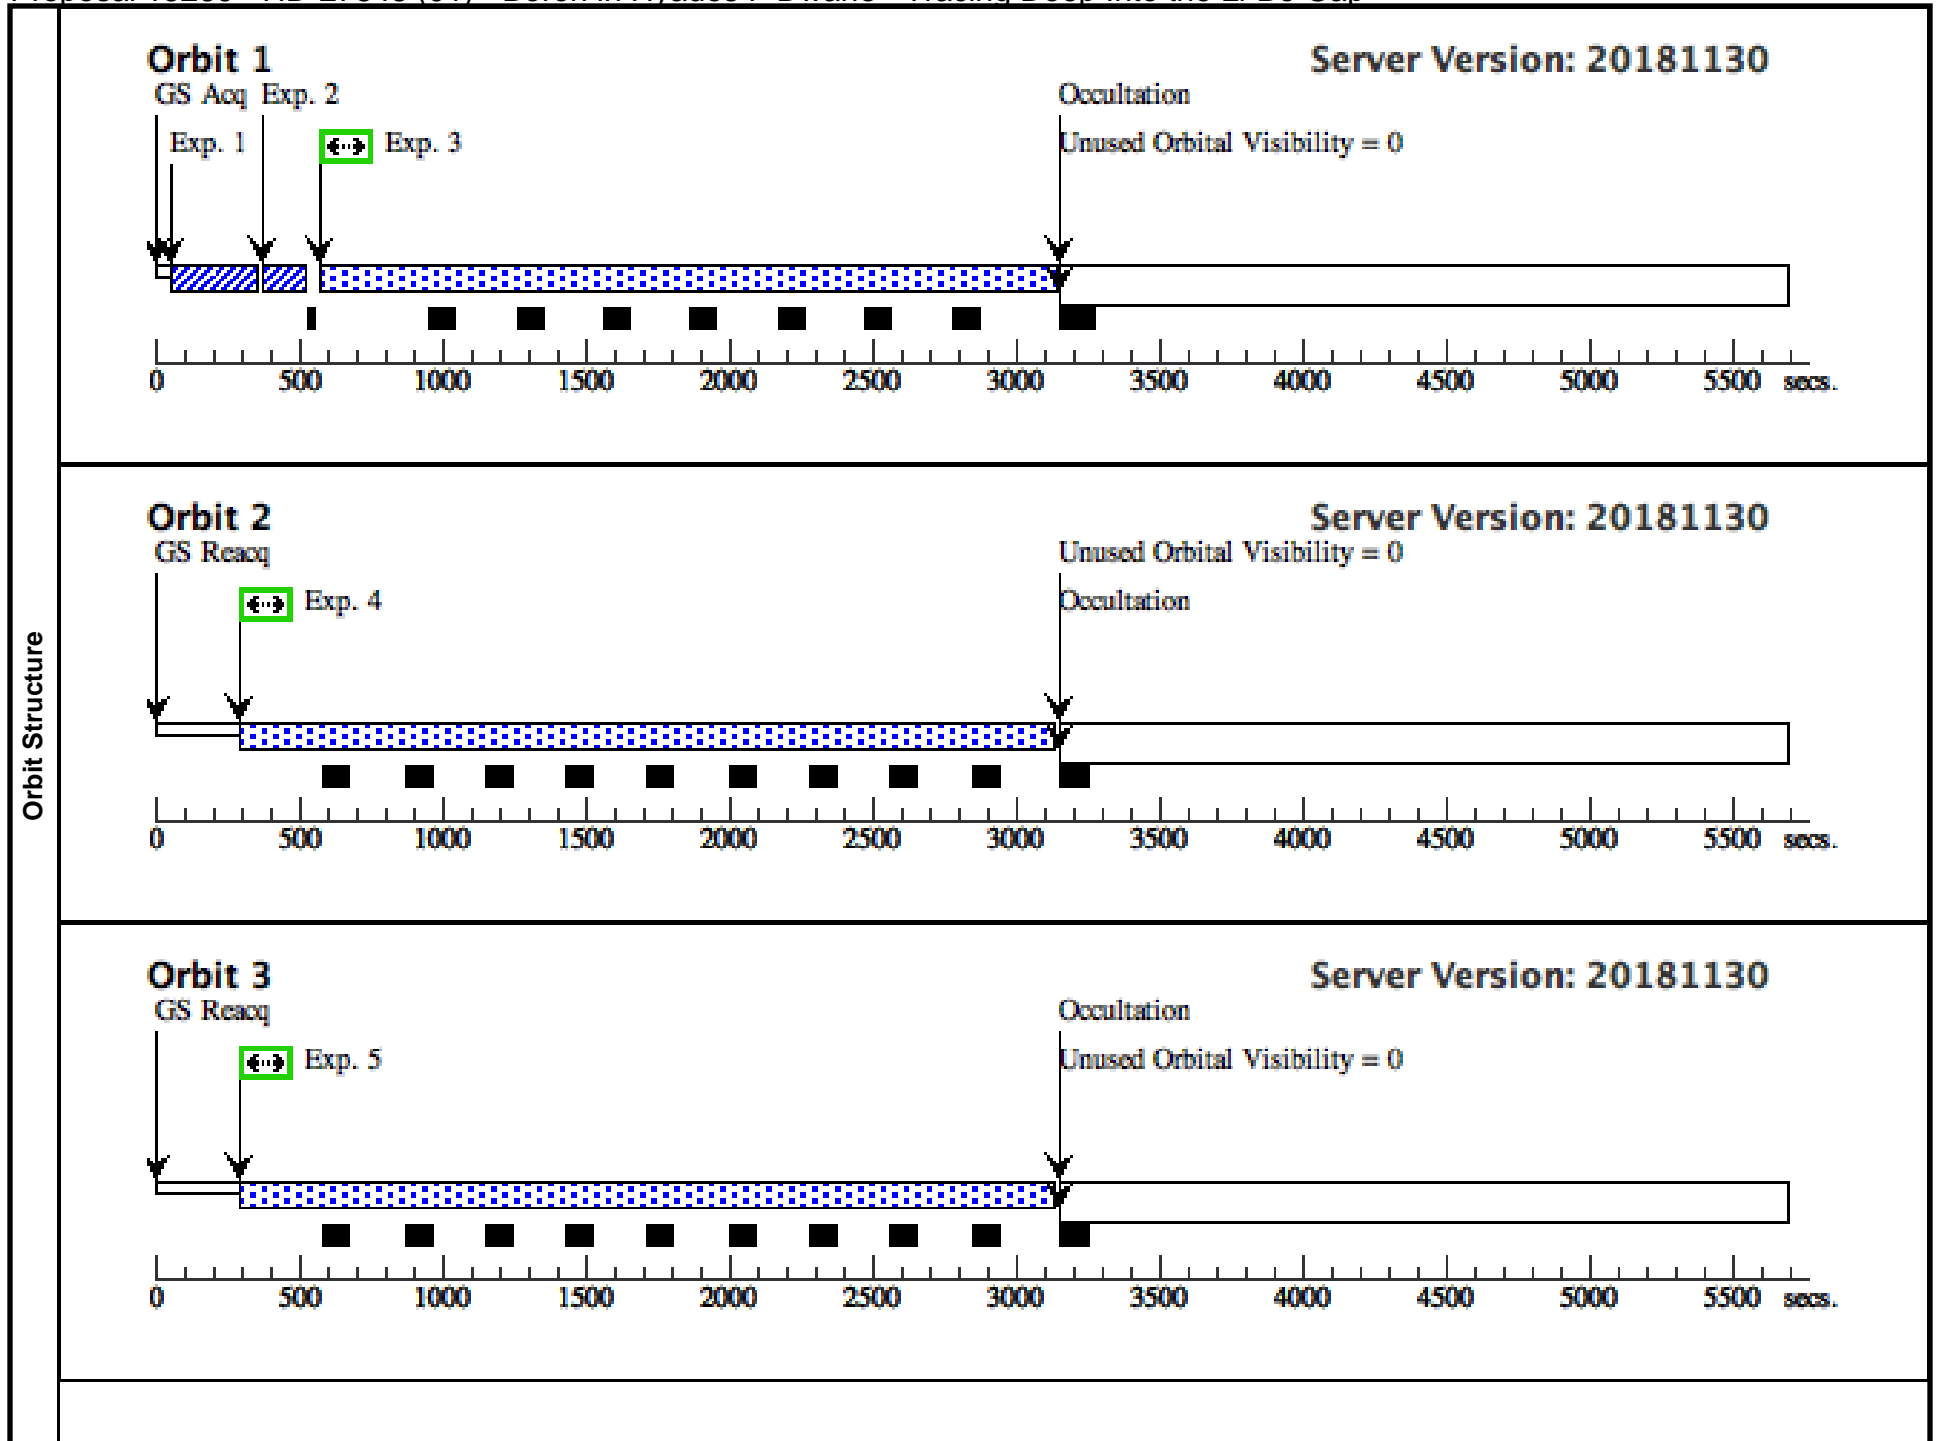 Orbit 1
Server Version: 20181130
GS Acq Exp. 2
Occultation
Exp. 1
Exp. 3
Unused Orbital Visibility = 0
0 500 1000 1500 2000 2500 3000 3500 4000 4500 5000 5500 secs.
Orbit Structure
Orbit 2
Server Version: 20181130
GS Reacq
Unused Orbital Visibility = 0
Exp. 4
Occultation
0 500 1000 1500 2000 2500 3000 3500 4000 4500 5000 5500 secs.
Orbit 3
Server Version: 20181130
GS Reacq
Occultation
Exp. 5
Unused Orbital Visibility = 0
0 500 1000 1500 2000 2500 3000 3500 4000 4500 5000 5500 secs.